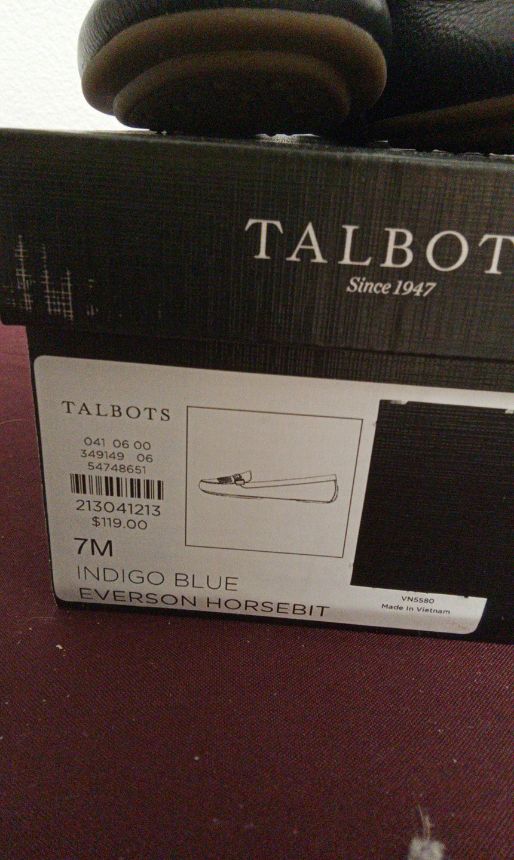 TALBOTS
Since 1947
TALBOTS
041 06 00
349149 06
54748651
213041213
$119.00
7M
INDIGO BLUE
EVERSON HORSEBIT
VN5580
Made in Vietnam